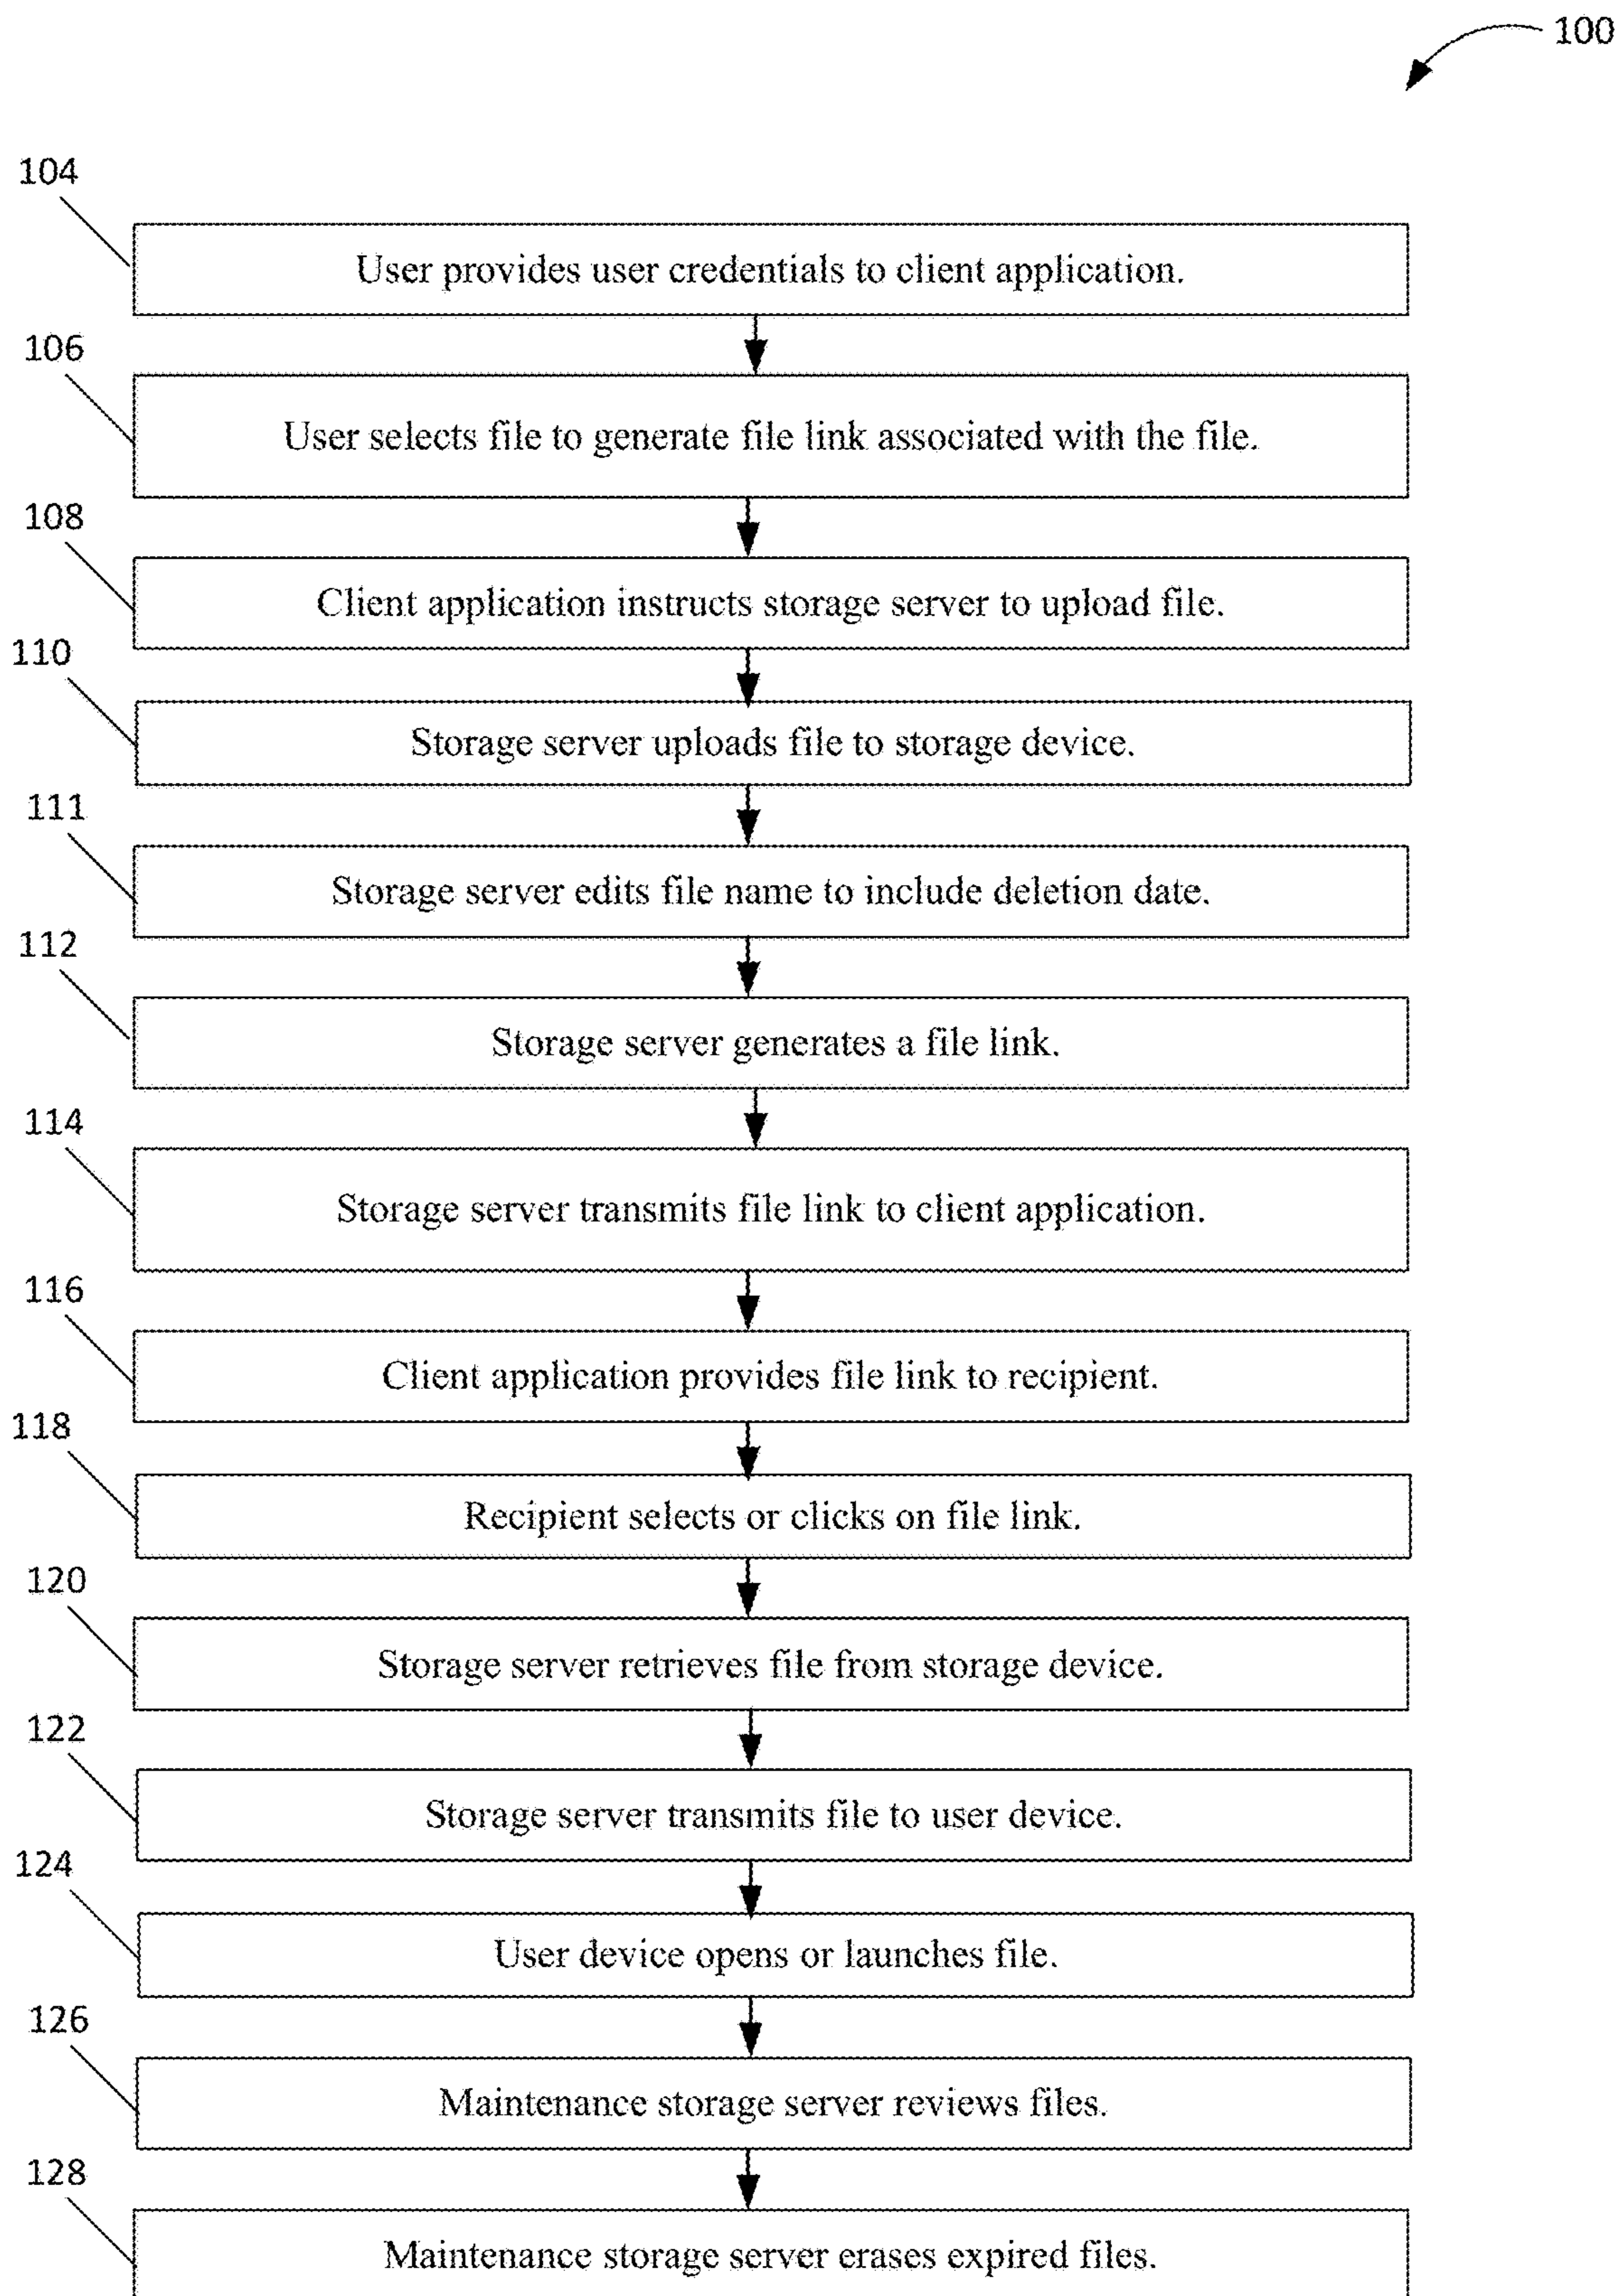 100
104
User provides user credentials to client application.
106
User selects file to generate file link associated with the file.
108
Client application instructs storage server to upload file.
110
Storage server uploads file to storage device.
111
Storage server edits file name to include deletion date.
112
Storage server generates a file link.
114
Storage server transmits file link to client application.
116
Client application provides file link to recipient.
118
Recipient selects or clicks on file link.
120
Storage server retrieves file from storage device.
122
Storage server transmits file to user device.
124
User device opens or launches file.
126
Maintenance storage server reviews files.
128
Maintenance storage server erases expired files.